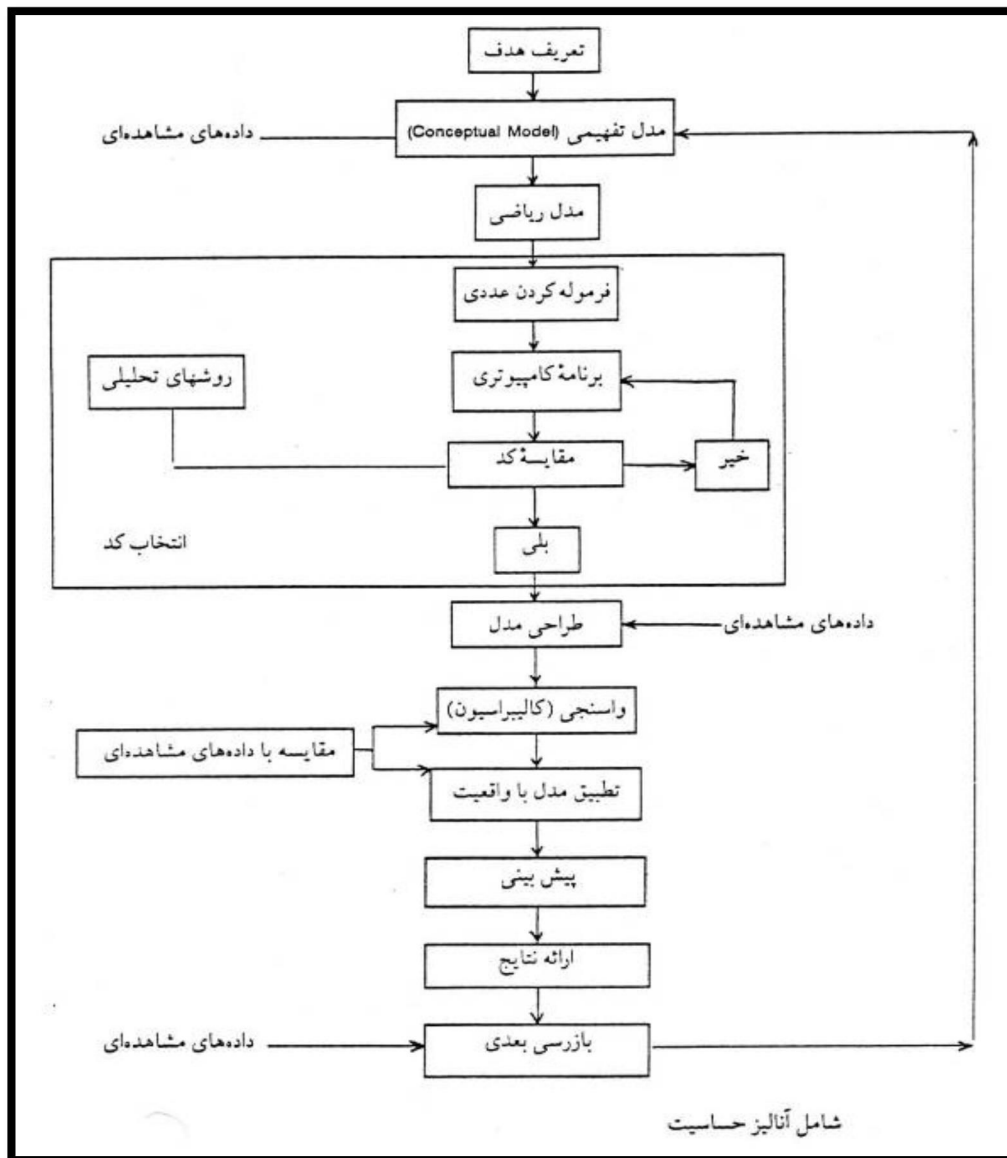 تعریف هدف
مدل تفهیمی (Conceptual Model)
داده‌های مشاهده‌ای
مدل ریاضی
فرموله کردن عددی
برنامهٔ کامپیوتری
روشهای تحلیلی
مقایسهٔ کد
خیر
بلی
انتخاب کد
طراحی مدل
داده‌های مشاهده‌ای
واسنجی (کالیبراسیون)
مقایسه با داده‌های مشاهده‌ای
تطبیق مدل با واقعیت
پیش بینی
ارائه نتایج
بازرسی بعدی
داده‌های مشاهده‌ای
شامل آنالیز حساسیت